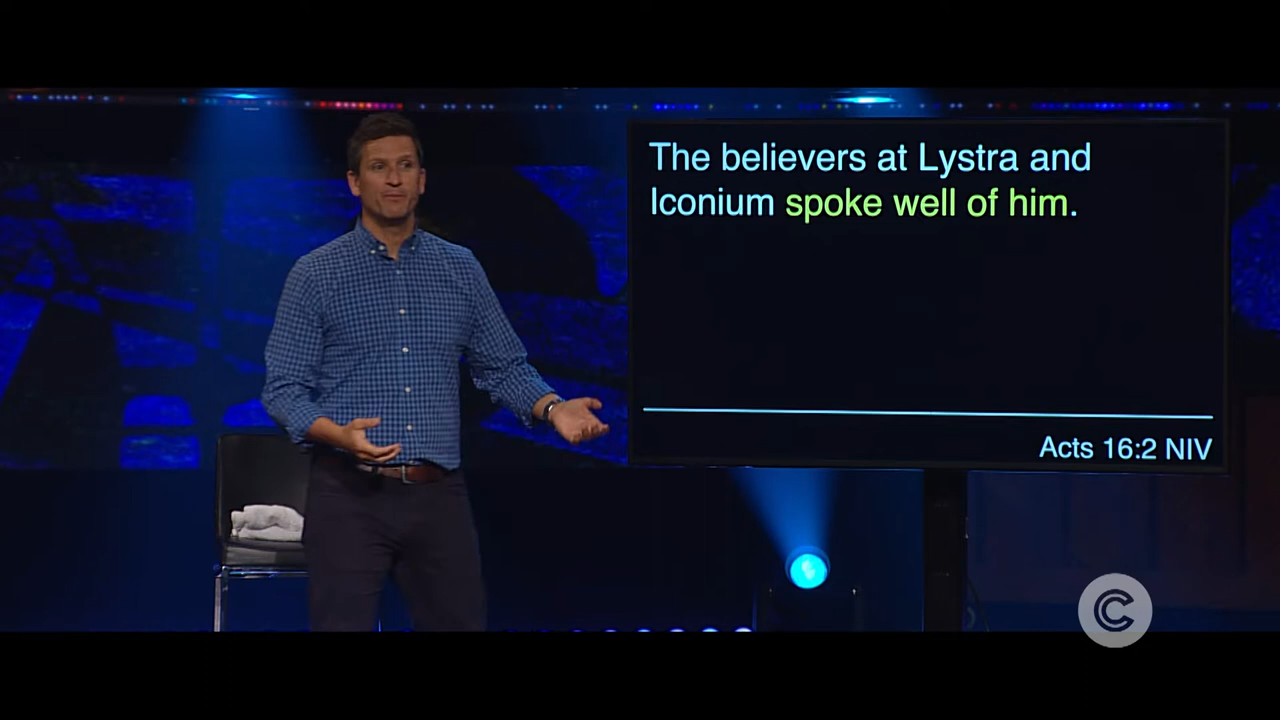 The believers at Lystra and
Iconium spoke well of him.
Acts 16:2 NIV